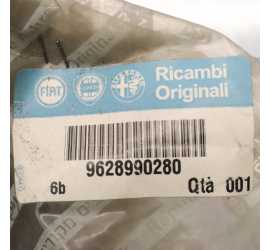 FIAT
Ricambi
Originali
9628990280
6b Qtà 001